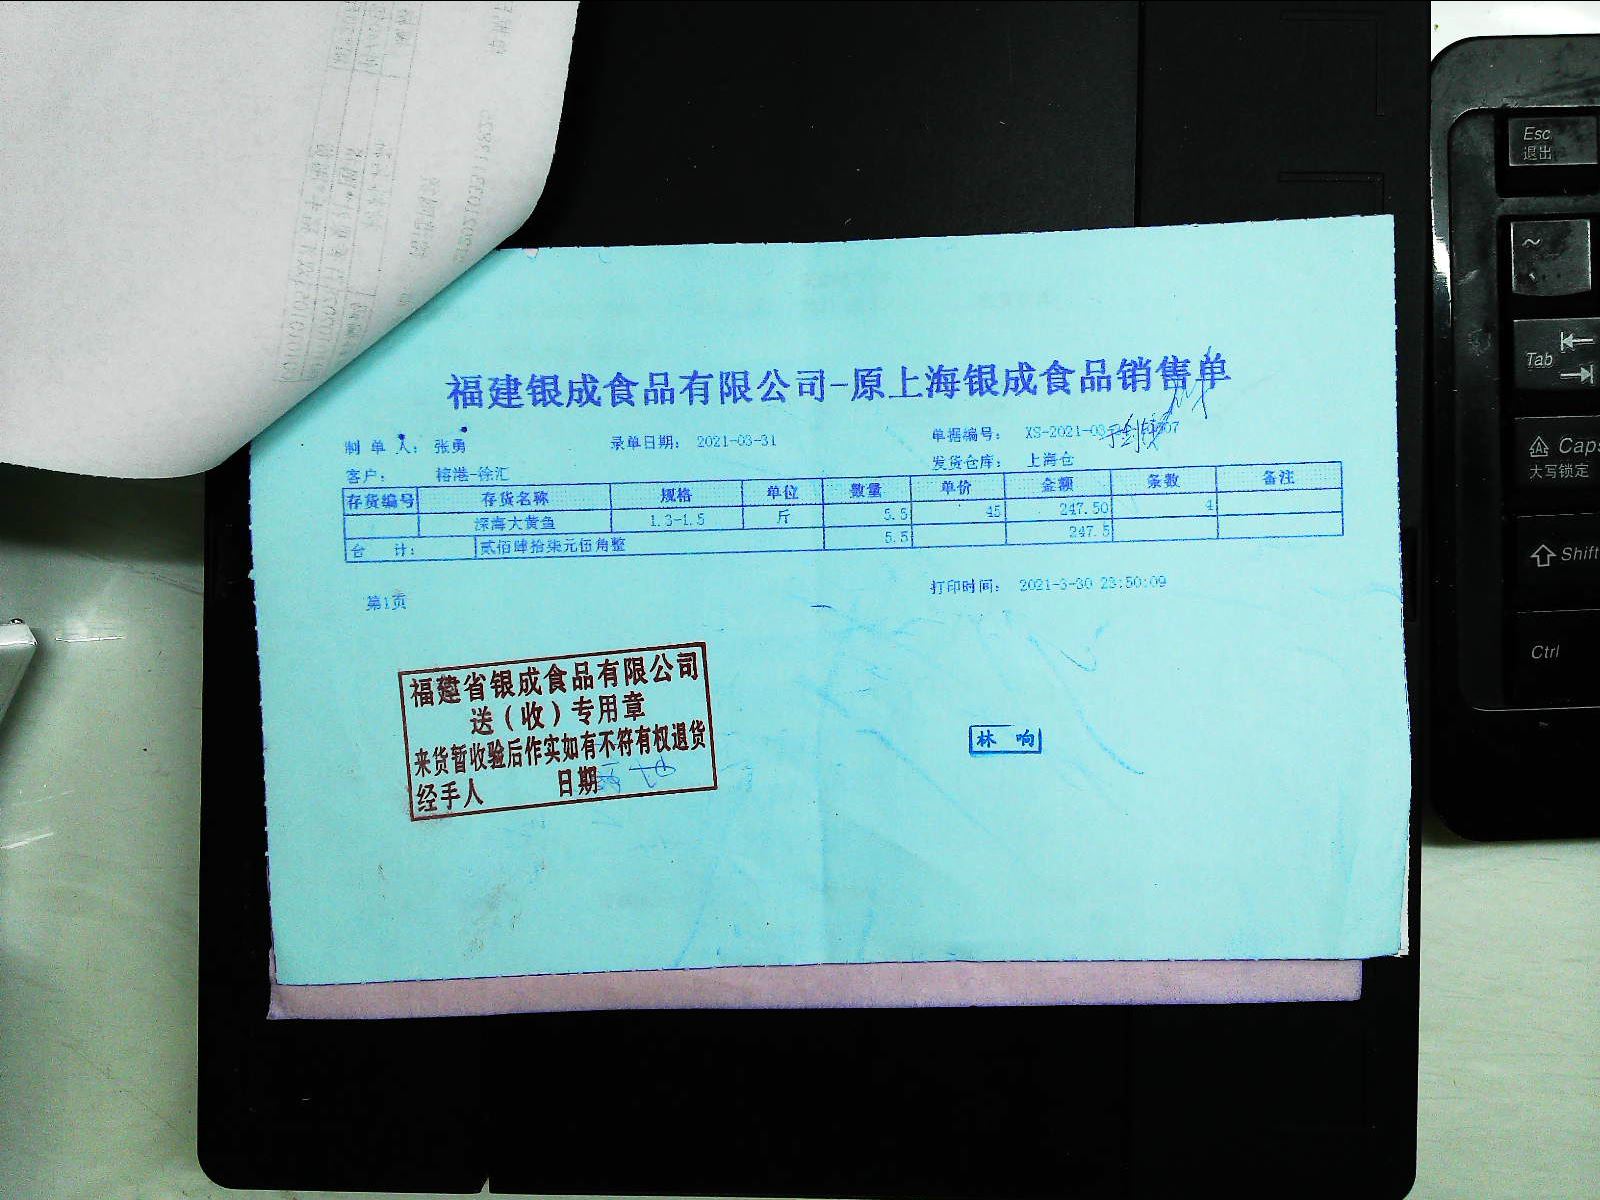 福建银成食品有限公司-原上海银成食品销售单
制 单 人： 张勇 录单日期： 2021-03-31 单据编号： XS-2021-03
客户： 榕港-徐汇 发货仓库： 上海仓
存货编号 存货名称 规格 单位 数量 单价 金额 条数 备注
深海大黄鱼 1.3-1.5 斤 5.5 45 247.50 4
合 计： 贰佰肆拾柒元伍角整 5.5 247.5
第1页 打印时间： 2021-3-30 23:50:09
福建省银成食品有限公司
送（收）专用章
来货暂收验后作实如有不符有权退货
经手人 日期
林 响
Esc
退出
~
Tab
Caps
大写锁定
Shift
Ctrl